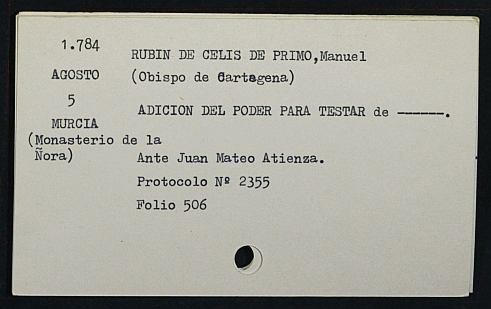 1.784
RUBIN DE CELIS DE PRIMO,Manuel
AGOSTO
(Obispo de Cartagena)
5
ADICION DEL PODER PARA TESTAR de ------.
MURCIA
(Monasterio de la
Ñora)
Ante Juan Mateo Atienza.
Protocolo Nº 2355
Folio 506